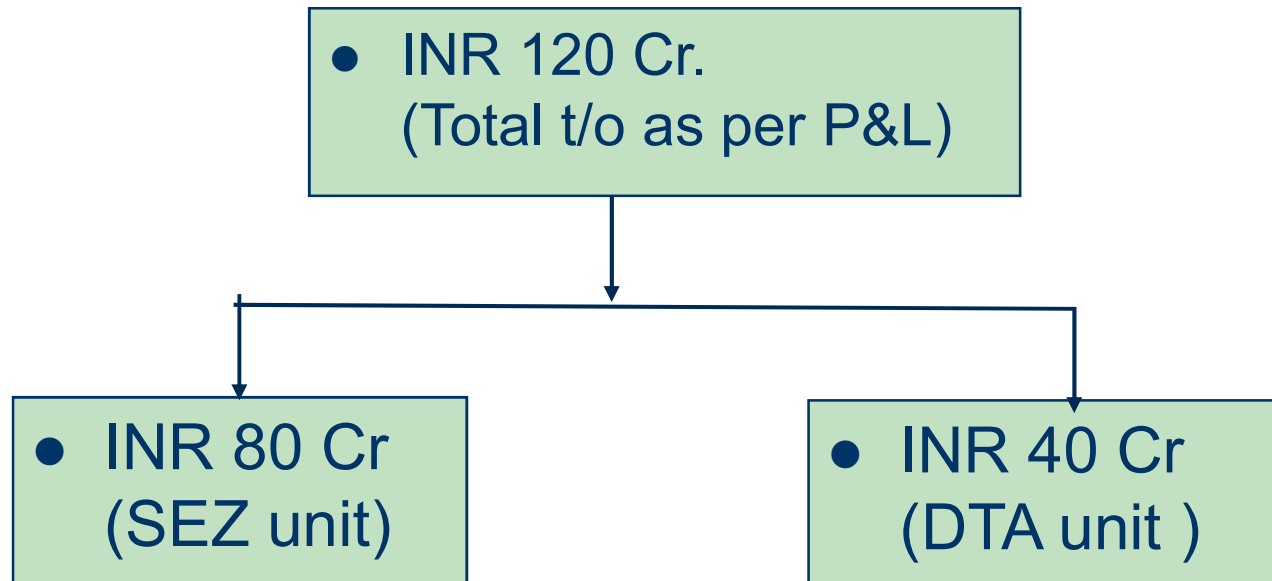 ● INR 120 Cr.
(Total t/o as per P&L)
● INR 80 Cr
(SEZ unit)
● INR 40 Cr
(DTA unit )